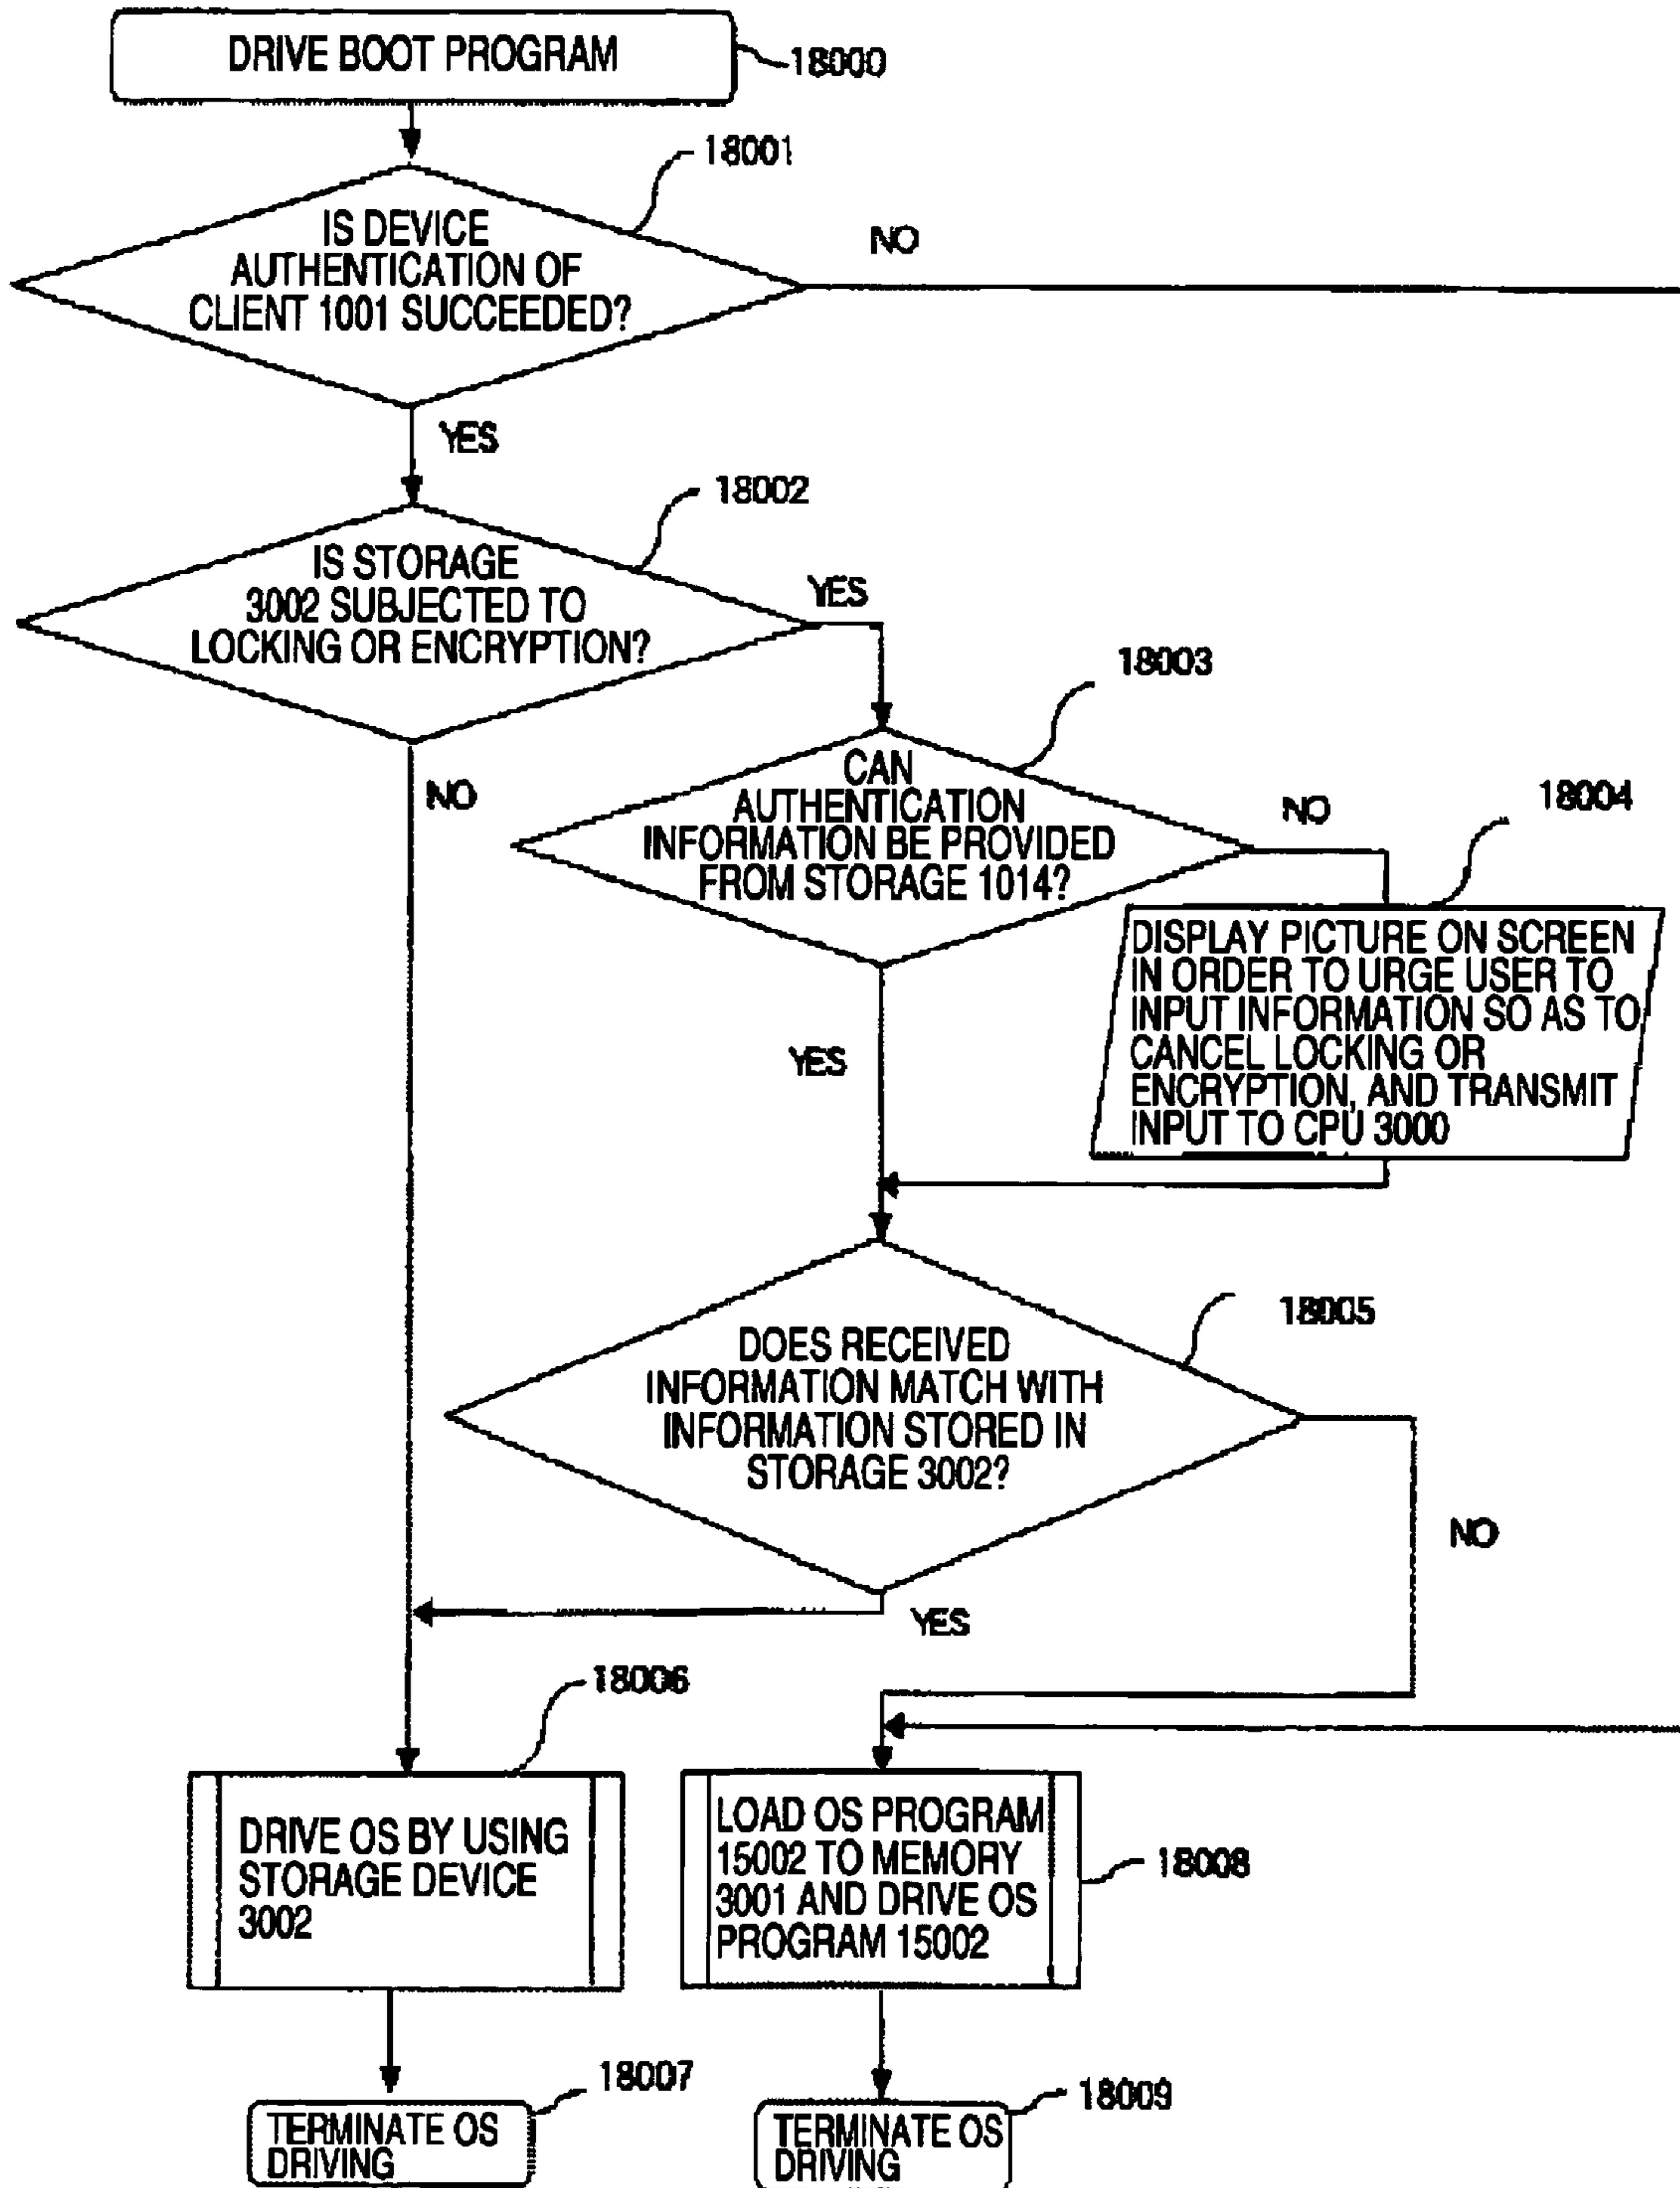 DRIVE BOOT PROGRAM
18000
18001
IS DEVICE
AUTHENTICATION OF
CLIENT 1001 SUCCEEDED?
NO
YES
18002
IS STORAGE
3002 SUBJECTED TO
LOCKING OR ENCRYPTION?
YES
NO
18003
CAN
AUTHENTICATION
INFORMATION BE PROVIDED
FROM STORAGE 1014?
NO
YES
18004
DISPLAY PICTURE ON SCREEN
IN ORDER TO URGE USER TO
INPUT INFORMATION SO AS TO
CANCEL LOCKING OR
ENCRYPTION, AND TRANSMIT
INPUT TO CPU 3000
18005
DOES RECEIVED
INFORMATION MATCH WITH
INFORMATION STORED IN
STORAGE 3002?
NO
YES
18006
DRIVE OS BY USING
STORAGE DEVICE
3002
LOAD OS PROGRAM
15002 TO MEMORY
3001 AND DRIVE OS
PROGRAM 15002
18008
18007
TERMINATE OS
DRIVING
18009
TERMINATE OS
DRIVING